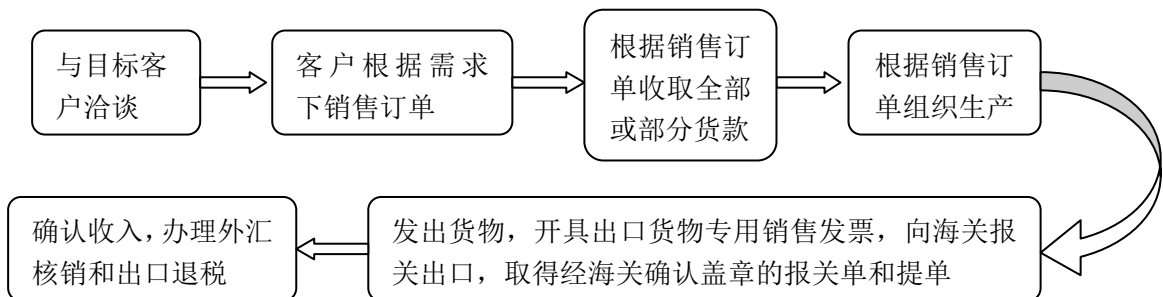 与目标客
户洽谈
客户根据需求
下销售订单
根据销售订
单收取全部
或部分货款
根据销售订
单组织生产
发出货物，开具出口货物专用销售发票，向海关报
关出口，取得经海关确认盖章的报关单和提单
确认收入，办理外汇
核销和出口退税